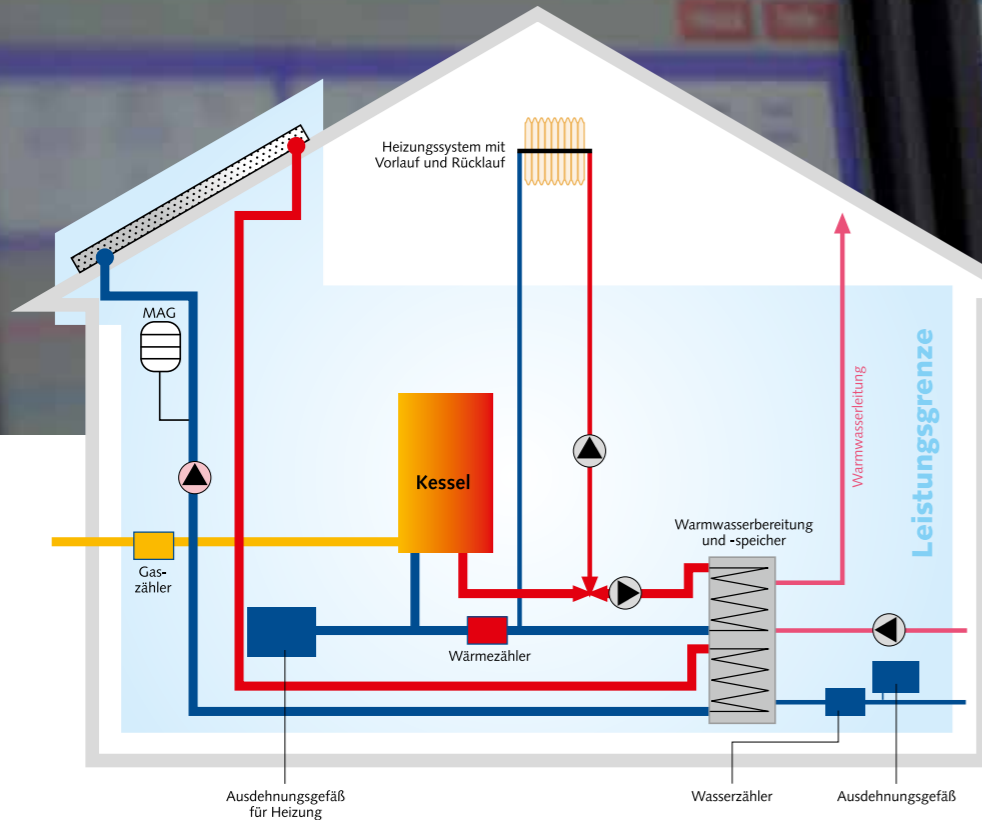 Heizungssystem mit
Vorlauf und Rücklauf
MAG
Kessel
Warmwasserleitung
Leistungsgrenze
Warmwasserbereitung
und -speicher
Gas-
zähler
Wärmezähler
Ausdehnungsgefäß
für Heizung
Wasserzähler
Ausdehnungsgefäß